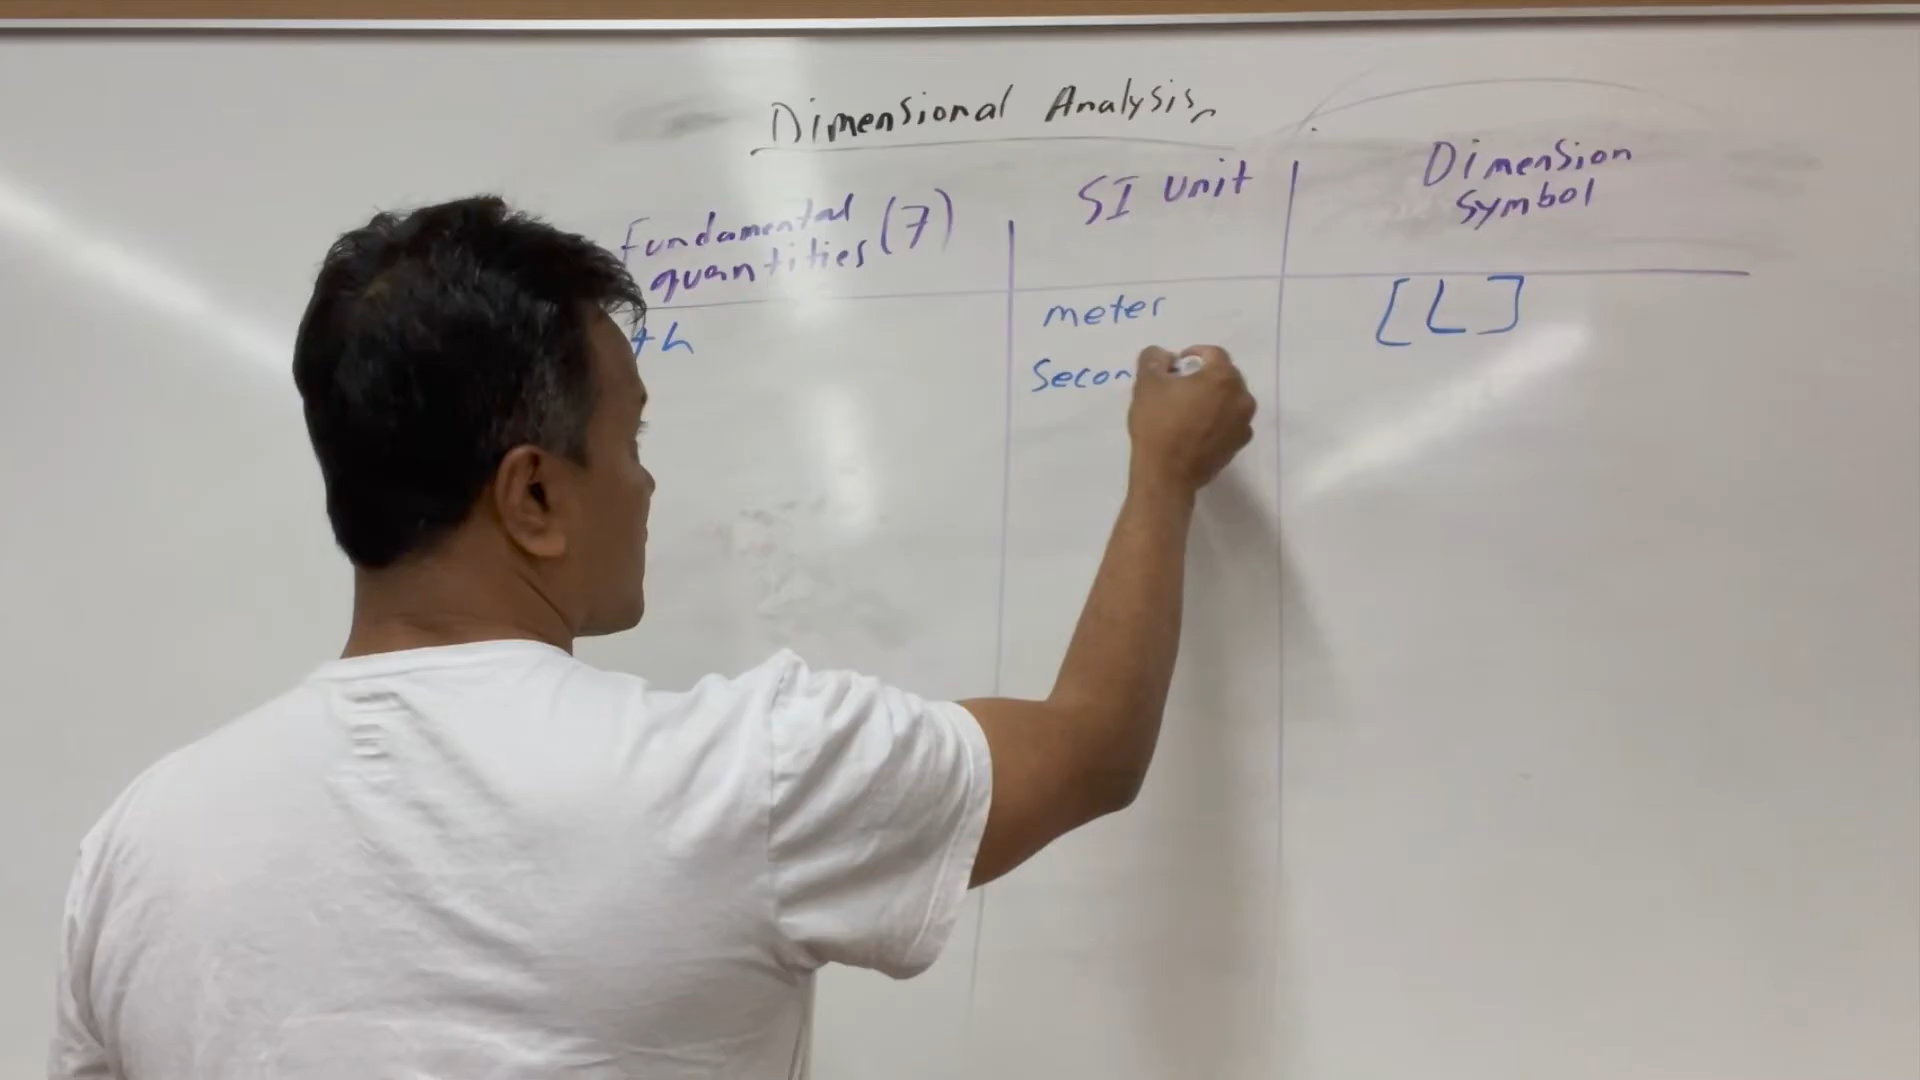 Dimensional Analysis
Fundamental quantities (7)
SI Unit
Dimension
Symbol
meter
[L]